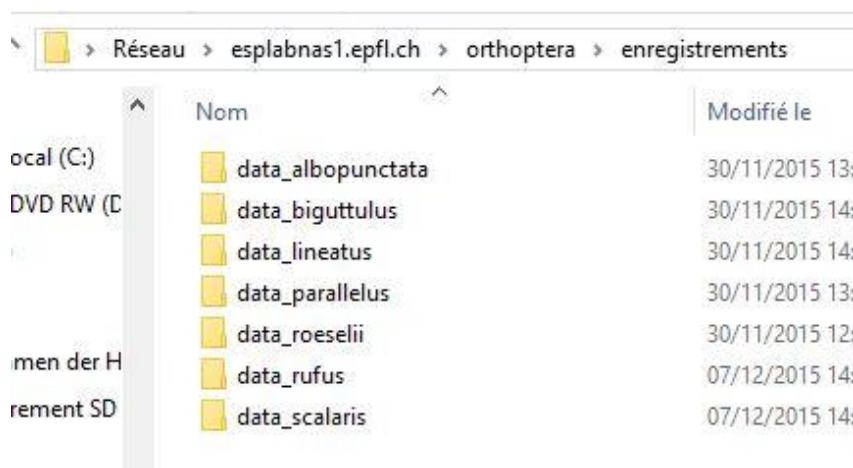 Réseau > esplabnas1.epfl.ch > orthoptera > enregistrements
Nom Modifié le
ocal (C:)
DVD RW (D
men der H
rement SD
data_albopunctata 30/11/2015 13:
data_biguttulus 30/11/2015 14:
data_lineatus 30/11/2015 14:
data_parallelus 30/11/2015 13:
data_roeselii 30/11/2015 12:
data_rufus 07/12/2015 14:
data_scalaris 07/12/2015 14: